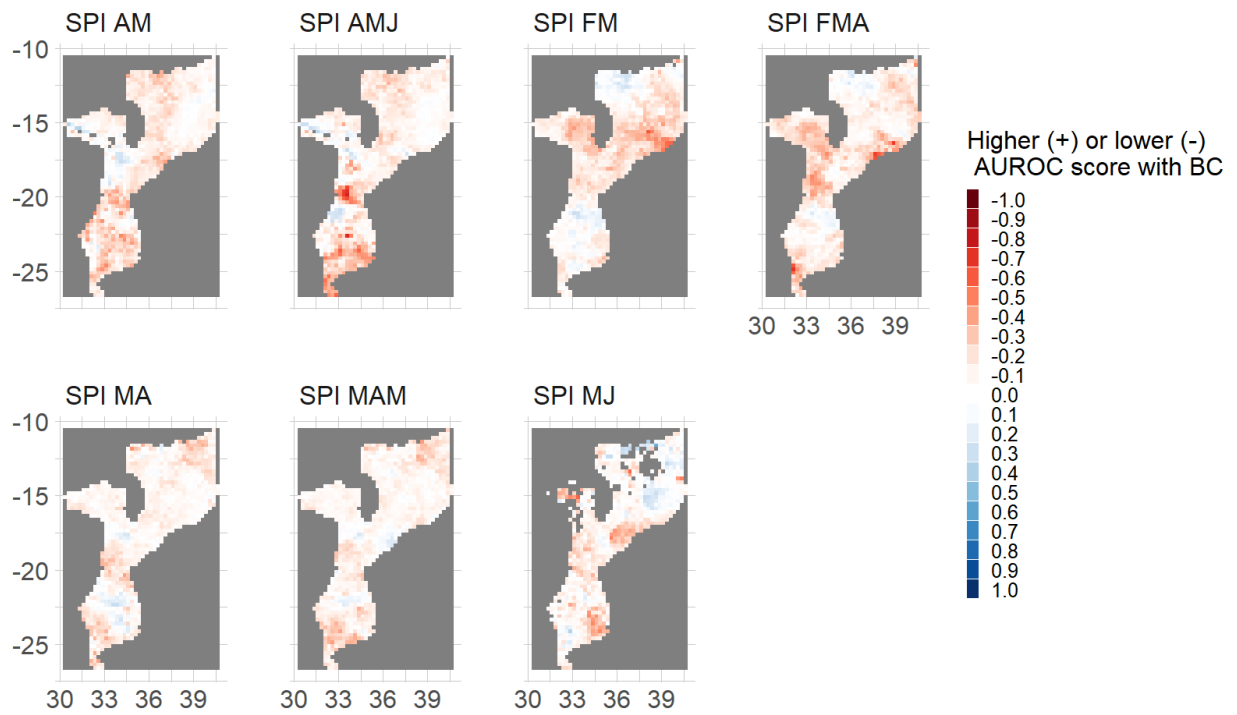 SPI AM
SPI AMJ
SPI FM
SPI FMA
-10
-15
-20
-25
30 33 36 39
Higher (+) or lower (-)
AUROC score with BC
-1.0
-0.9
-0.8
-0.7
-0.6
-0.5
-0.4
-0.3
-0.2
-0.1
0.0
0.1
0.2
0.3
0.4
0.5
0.6
0.7
0.8
0.9
1.0
SPI MA
SPI MAM
SPI MJ
-10
-15
-20
-25
30 33 36 39
30 33 36 39
30 33 36 39